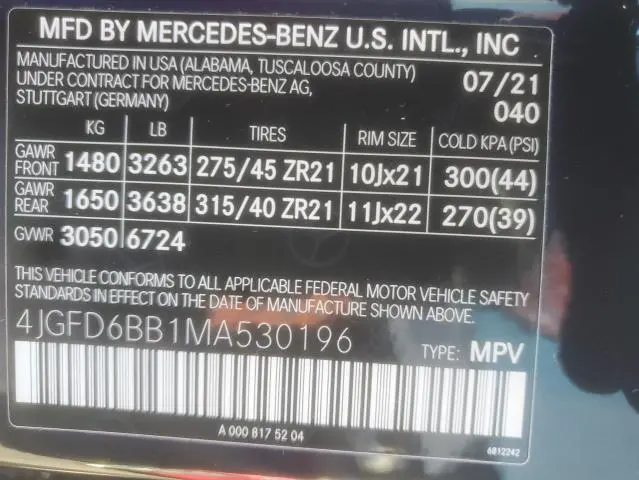 MFD BY MERCEDES-BENZ U.S. INTL., INC
MANUFACTURED IN USA (ALABAMA, TUSCALOOSA COUNTY) 07/21
UNDER CONTRACT FOR MERCEDES-BENZ AG,
STUTTGART (GERMANY) 040
KG LB TIRES RIM SIZE COLD KPA(PSI)
GAWR FRONT 1480 3263 275/45 ZR21 10Jx21 300(44)
GAWR REAR 1650 3638 315/40 ZR21 11Jx22 270(39)
GVWR 3050 6724
THIS VEHICLE CONFORMS TO ALL APPLICABLE FEDERAL MOTOR VEHICLE SAFETY
STANDARDS IN EFFECT ON THE DATE OF MANUFACTURE SHOWN ABOVE.
4JGFD6BB1MA530196 TYPE: MPV
A 000 817 52 04
6812242